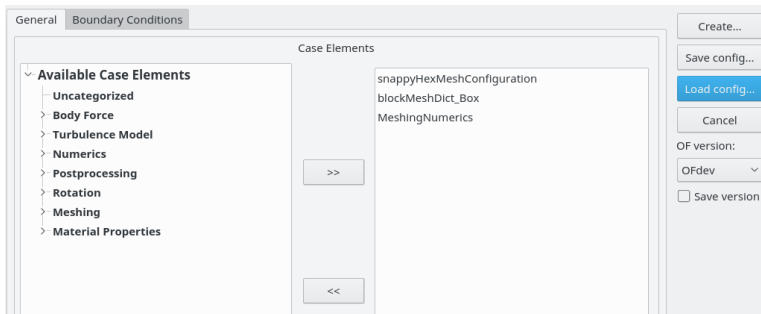 General
Boundary Conditions
Case Elements
Available Case Elements
Uncategorized
Body Force
Turbulence Model
Numerics
Postprocessing
Rotation
Meshing
Material Properties
>>
<<
snappyHexMeshConfiguration
blockMeshDict_Box
MeshingNumerics
Create...
Save config...
Load config...
Cancel
OF version:
OFdev
Save version